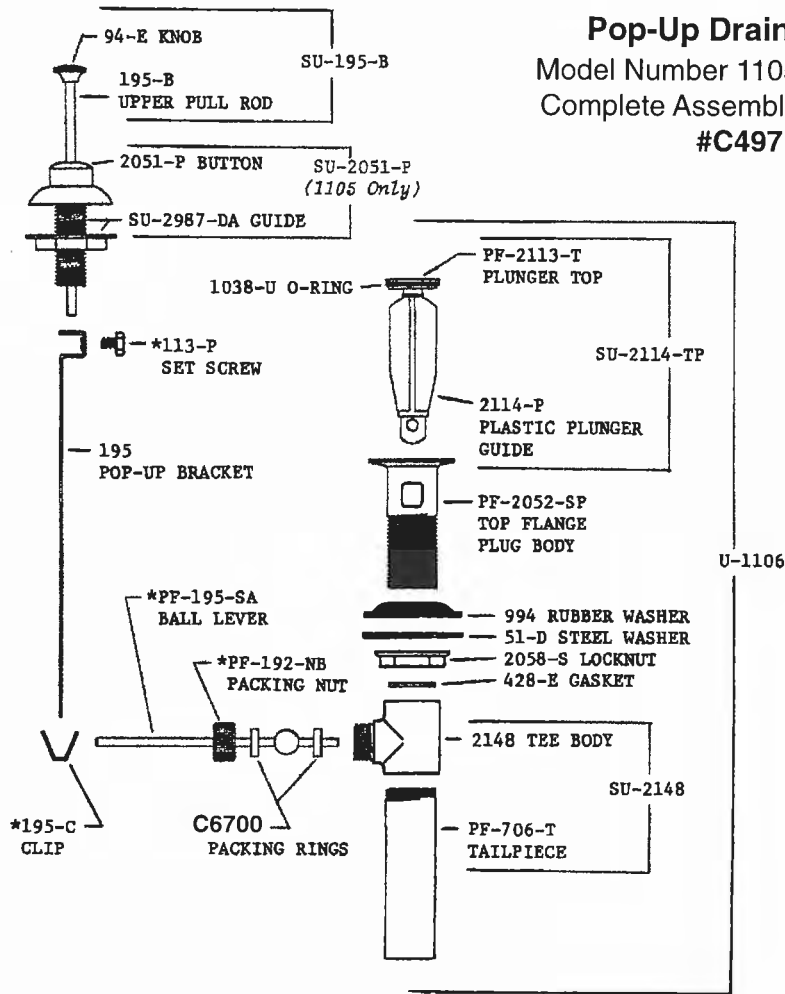 Pop-Up Drain
Model Number 110
Complete Assembl
#C497
94-E KNOB
SU-195-B
195-B
UPPER PULL ROD
2051-P BUTTON
SU-2051-P
(1105 Only)
SU-2987-DA GUIDE
PF-2113-T
PLUNGER TOP
1038-U O-RING
*113-P
SET SCREW
SU-2114-TP
2114-P
PLASTIC PLUNGER
GUIDE
195
POP-UP BRACKET
PF-2052-SP
TOP FLANGE
PLUG BODY
U-1106
*PF-195-SA
BALL LEVER
994 RUBBER WASHER
51-D STEEL WASHER
2058-S LOCKNUT
428-E GASKET
*PF-192-NB
PACKING NUT
2148 TEE BODY
SU-2148
*195-C
CLIP
C6700
PACKING RINGS
PF-706-T
TAILPIECE